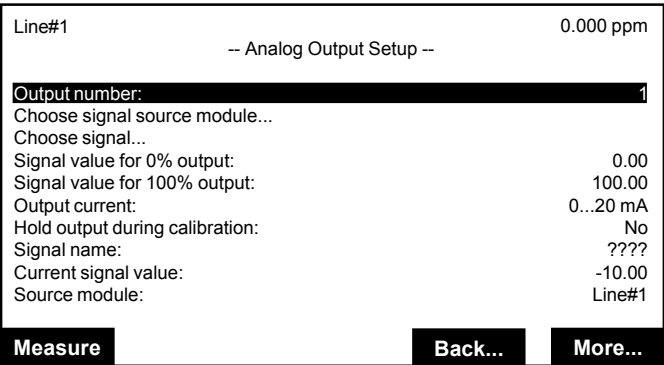 Line#1 0.000 ppm
-- Analog Output Setup --
Output number: 1
Choose signal source module...
Choose signal...
Signal value for 0% output: 0.00
Signal value for 100% output: 100.00
Output current: 0...20 mA
Hold output during calibration: No
Signal name: ????
Current signal value: -10.00
Source module: Line#1
Measure Back... More...